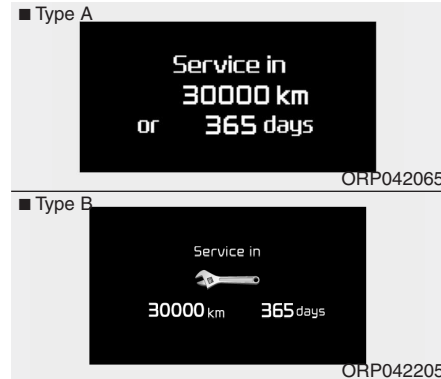 ■ Type A
Service in
30000 km
or 365 days
ORP042065
■ Type B
Service in
30000 km 365 days
ORP042205